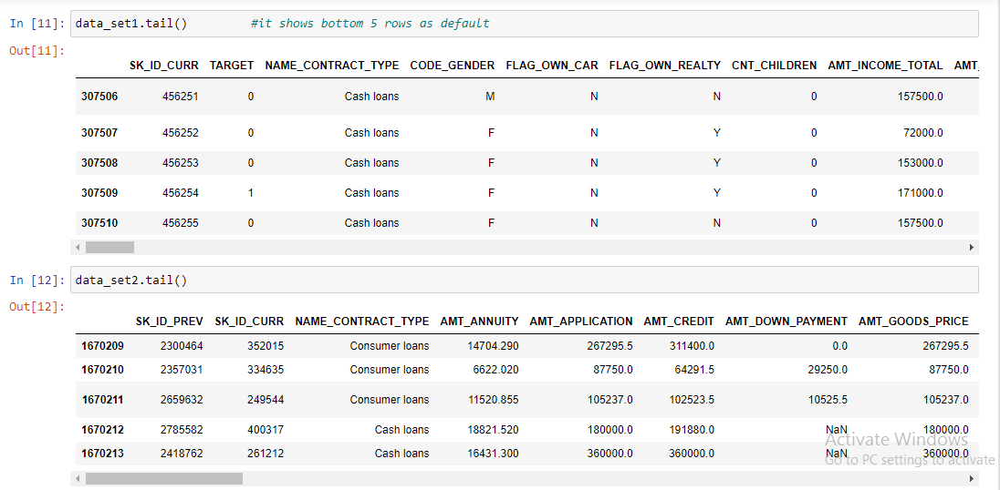 In [11]: data_set1.tail() #it shows bottom 5 rows as default
Out[11]:
SK_ID_CURR TARGET NAME_CONTRACT_TYPE CODE_GENDER FLAG_OWN_CAR FLAG_OWN_REALTY CNT_CHILDREN AMT_INCOME_TOTAL AMT_
307506 456251 0 Cash loans M N N 0 157500.0
307507 456252 0 Cash loans F N Y 0 72000.0
307508 456253 0 Cash loans F N Y 0 153000.0
307509 456254 1 Cash loans F N Y 0 171000.0
307510 456255 0 Cash loans F N N 0 157500.0
In [12]: data_set2.tail()
Out[12]:
SK_ID_PREV SK_ID_CURR NAME_CONTRACT_TYPE AMT_ANNUITY AMT_APPLICATION AMT_CREDIT AMT_DOWN_PAYMENT AMT_GOODS_PRICE
1670209 2300464 352015 Consumer loans 14704.290 267295.5 311400.0 0.0 267295.5
1670210 2357031 334635 Consumer loans 6622.020 87750.0 64291.5 29250.0 87750.0
1670211 2659632 249544 Consumer loans 11520.855 105237.0 102523.5 10525.5 105237.0
1670212 2785582 400317 Cash loans 18821.520 180000.0 191880.0 NaN 180000.0
1670213 2418762 261212 Cash loans 16431.300 360000.0 360000.0 NaN 360000.0
Activate Windows
Go to PC settings to activate